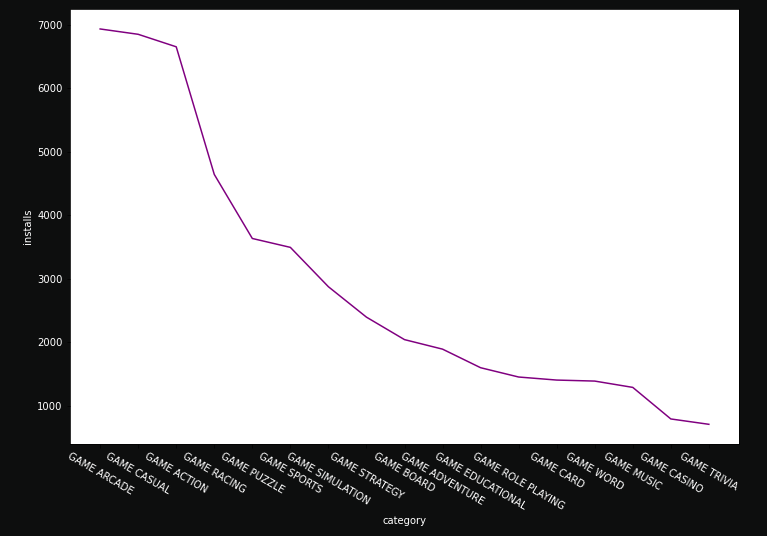 7000
6000
5000
4000
3000
2000
1000
installs
GAME ARCADE
GAME CASUAL
GAME ACTION
GAME RACING
GAME PUZZLE
GAME SPORTS
GAME SIMULATION
GAME STRATEGY
GAME BOARD
GAME ADVENTURE
GAME EDUCATIONAL
GAME ROLE PLAYING
GAME CARD
GAME WORD
GAME MUSIC
GAME CASINO
GAME TRIVIA
category